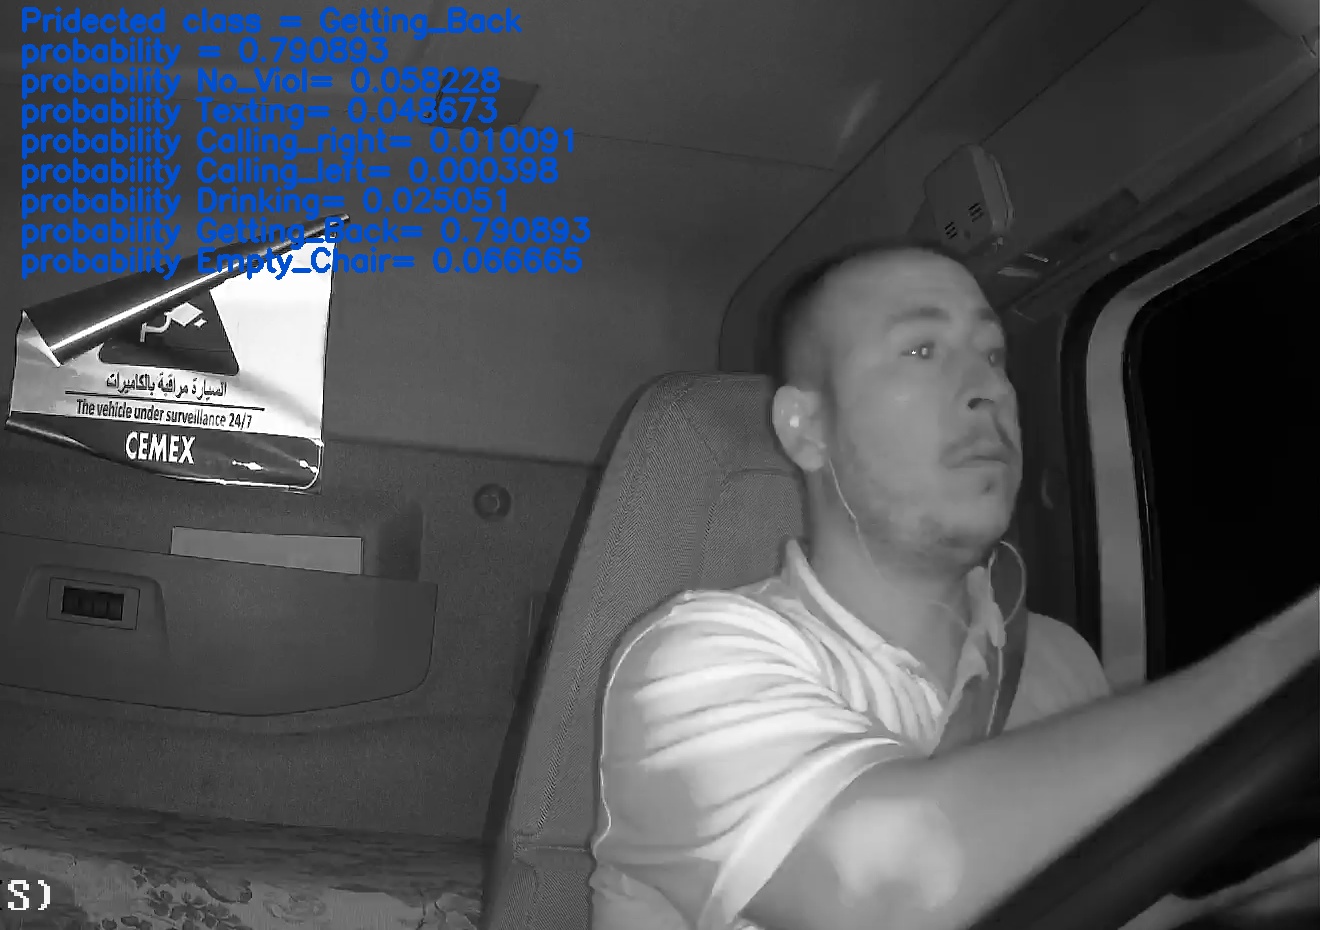 Pridected class = Getting_Back
probability = 0.790893
probability No_Viol= 0.058228
probability Texting= 0.048673
probability Calling_right= 0.010091
probability Calling_left= 0.000398
probability Drinking= 0.025051
probability Getting_Back= 0.790893
probability Empty_Chair= 0.066665
السيارة مراقبة بالكاميرات
The vehicle under surveillance 24/7
CEMEX
S)